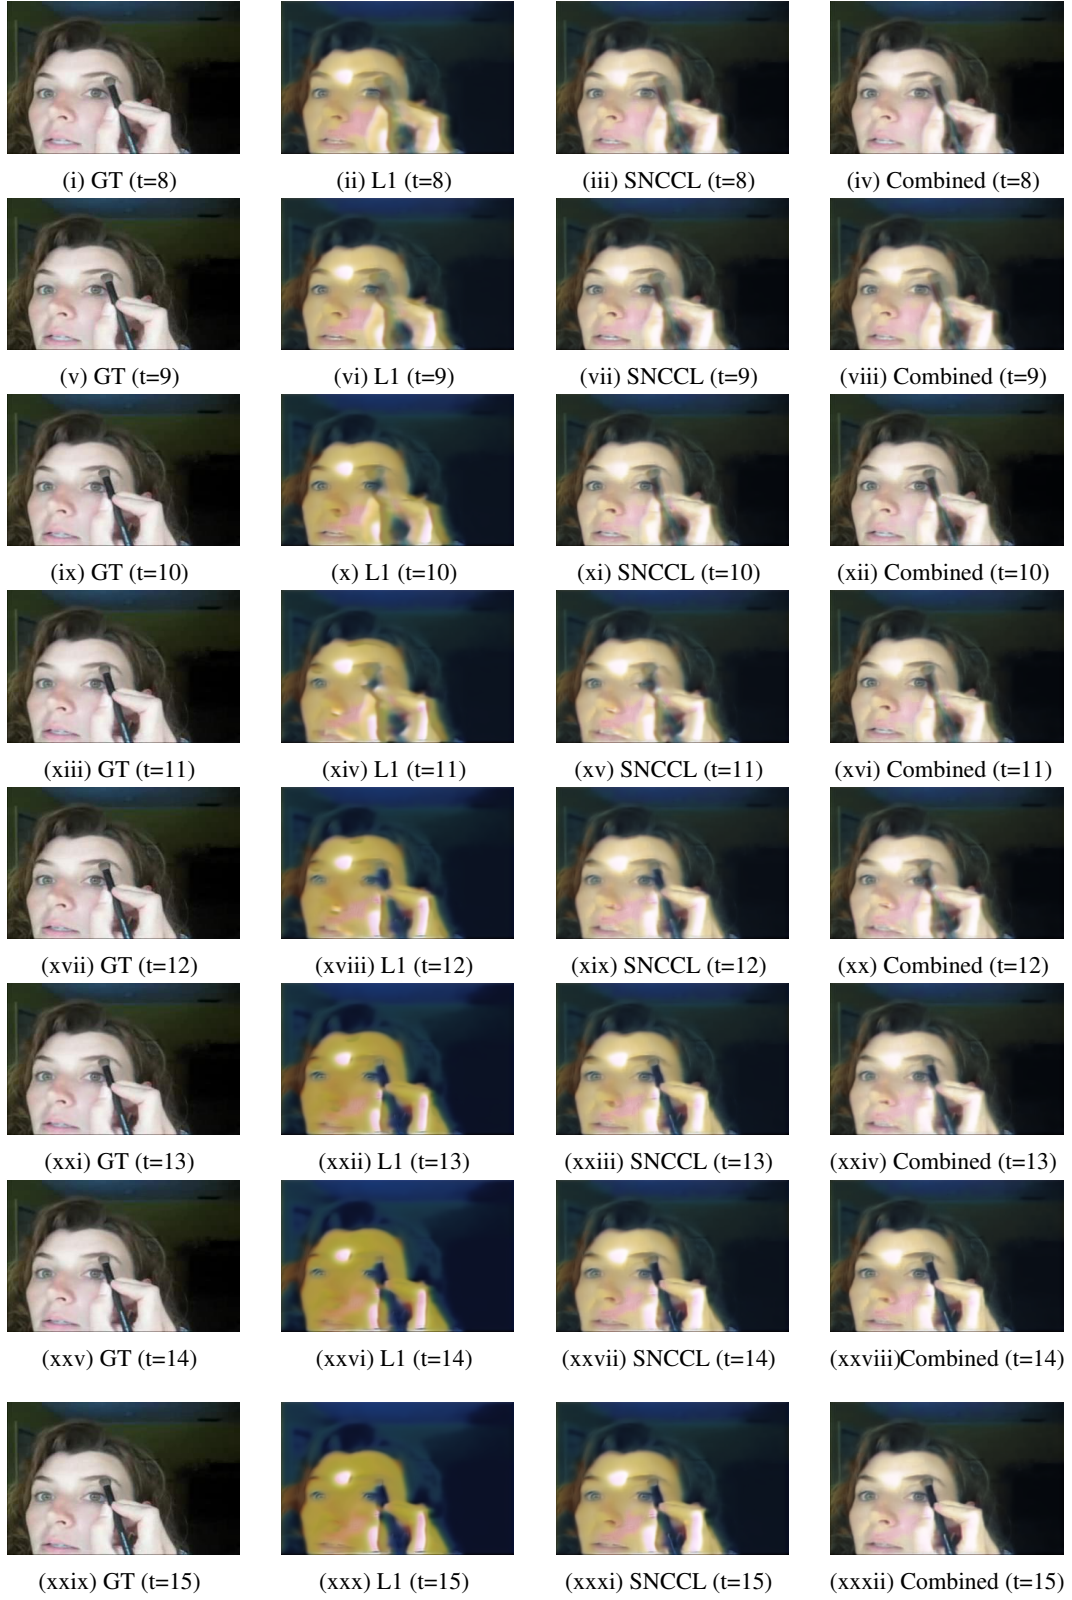 (i) GT (t=8) (ii) L1 (t=8) (iii) SNCCL (t=8) (iv) Combined (t=8)
(v) GT (t=9) (vi) L1 (t=9) (vii) SNCCL (t=9) (viii) Combined (t=9)
(ix) GT (t=10) (x) L1 (t=10) (xi) SNCCL (t=10) (xii) Combined (t=10)
(xiii) GT (t=11) (xiv) L1 (t=11) (xv) SNCCL (t=11) (xvi) Combined (t=11)
(xvii) GT (t=12) (xviii) L1 (t=12) (xix) SNCCL (t=12) (xx) Combined (t=12)
(xxi) GT (t=13) (xxii) L1 (t=13) (xxiii) SNCCL (t=13) (xxiv) Combined (t=13)
(xxv) GT (t=14) (xxvi) L1 (t=14) (xxvii) SNCCL (t=14) (xxviii)Combined (t=14)
(xxix) GT (t=15) (xxx) L1 (t=15) (xxxi) SNCCL (t=15) (xxxii) Combined (t=15)